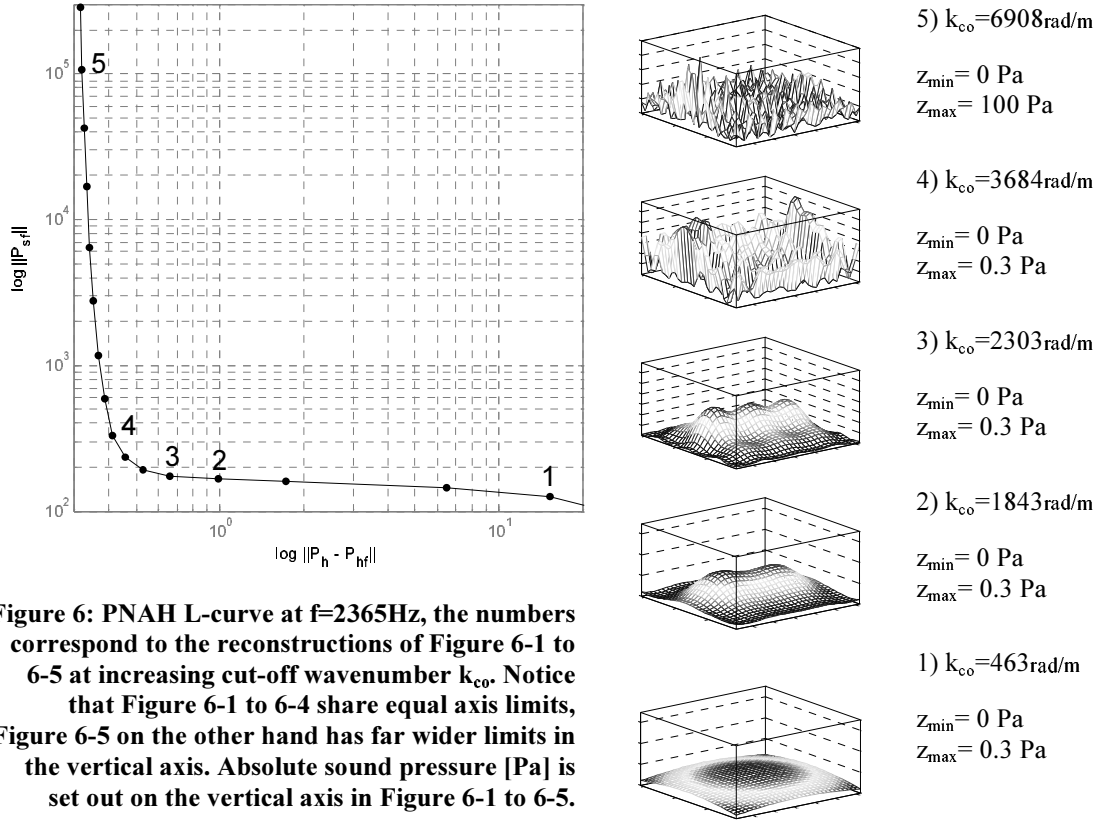 10^5
5
10^4
log ||P_sf||
10^3
4
3
2
1
10^2
10^0
10^1
log ||P_h - P_hf||
Figure 6: PNAH L-curve at f=2365Hz, the numbers
correspond to the reconstructions of Figure 6-1 to
6-5 at increasing cut-off wavenumber k_co. Notice
that Figure 6-1 to 6-4 share equal axis limits,
Figure 6-5 on the other hand has far wider limits in
the vertical axis. Absolute sound pressure [Pa] is
set out on the vertical axis in Figure 6-1 to 6-5.
5) k_co=6908rad/m
z_min= 0 Pa
z_max= 100 Pa
4) k_co=3684rad/m
z_min= 0 Pa
z_max= 0.3 Pa
3) k_co=2303rad/m
z_min= 0 Pa
z_max= 0.3 Pa
2) k_co=1843rad/m
z_min= 0 Pa
z_max= 0.3 Pa
1) k_co=463rad/m
z_min= 0 Pa
z_max= 0.3 Pa